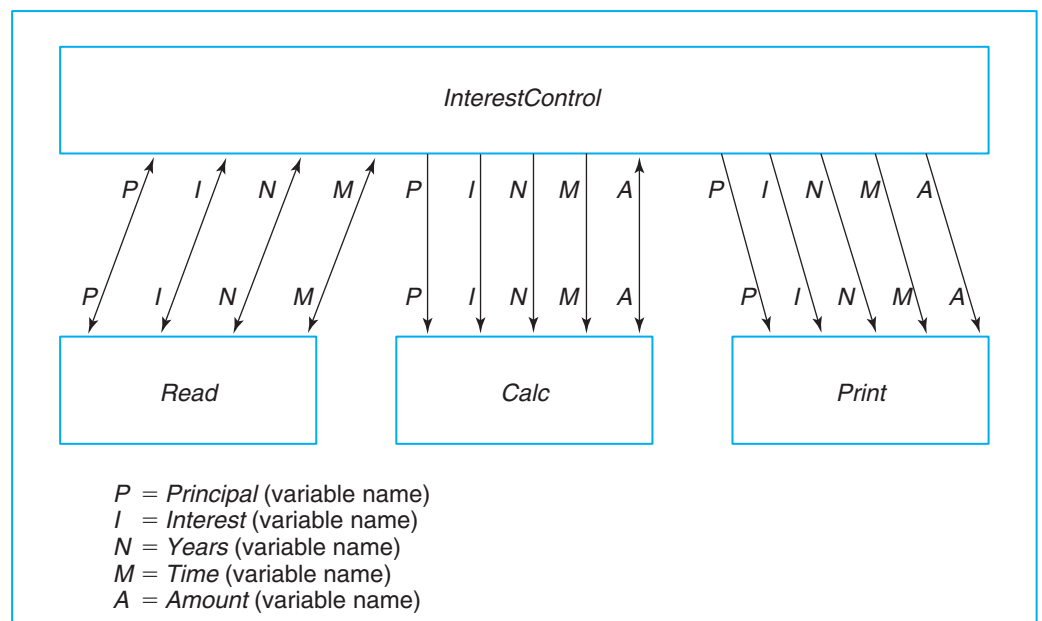 InterestControl
P I N M P I N M A P I N M A
P I N M P I N M A P I N M A
Read Calc Print
P = Principal (variable name)
I = Interest (variable name)
N = Years (variable name)
M = Time (variable name)
A = Amount (variable name)